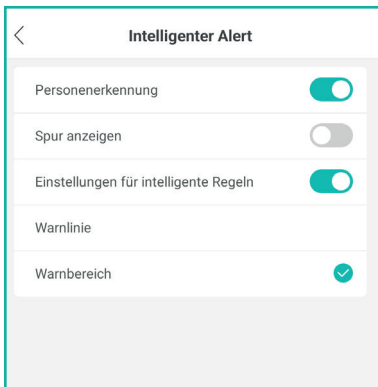 Intelligenter Alert
Personenerkennung
Spur anzeigen
Einstellungen für intelligente Regeln
Warnlinie
Warnbereich